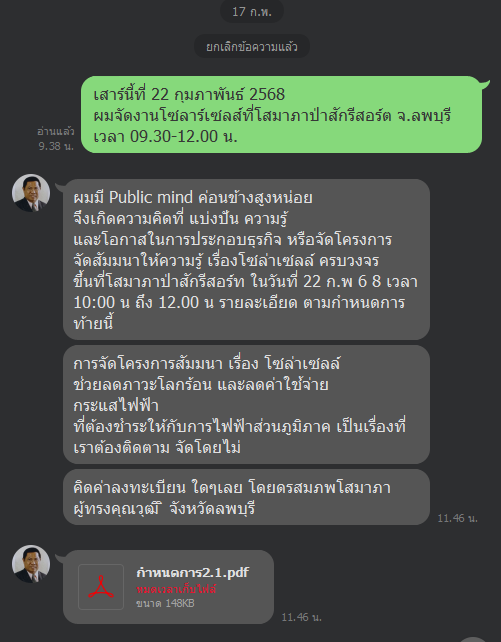 17 ก.พ.
ยกเลิกข้อความแล้ว
เสาร์นี้ที่ 22 กุมภาพันธ์ 2568
ผมจัดงานโซ่ลาร์เซ่ลส์ที่โสมาภาป่าสักรีสอร์ต จ.ลพบุรี
เวลา 09.30-12.00 น.
อ่านแล้ว
9.38 น.
ผมมี Public mind ค่อนข้างสูงหน่อย
จึงเกิดความคิดที่ แบ่งปัน ความรู้
และโอกาสในการประกอบธุรกิจ หรือจัดโครงการ
จัดสัมมนาให้ความรู้ เรื่องโซ่ล่าเซลล์ ครบวงจร
ขึ้นที่โสมาภาป่าสักรีสอร์ท ในวันที่ 22 ก.พ 6 8 เวลา
10:00 น ถึง 12.00 น รายละเอียด ตามกำหนดการ
ท้ายนี้
การจัดโครงการสัมมนา เรื่อง โซ่ล่าเซ่ลล์
ช่วยลดภาวะโลกร้อน และลดค่าใช้จ่าย
กระแสไฟฟ้า
ที่ต้องชำระให้กับการไฟฟ้าส่วนภูมิภาค เป็นเรื่องที่
เราต้องติดตาม จัดโดยไม่
คิดค่าลงทะเบียน ใดๆเลย โดยดรสมภพโสมาภา
ผู้ทรงคุณวุฒิ จังหวัดลพบุรี
11.46 น.
กำหนดการ2.1.pdf
ขนาด 148KB
11.46 น.